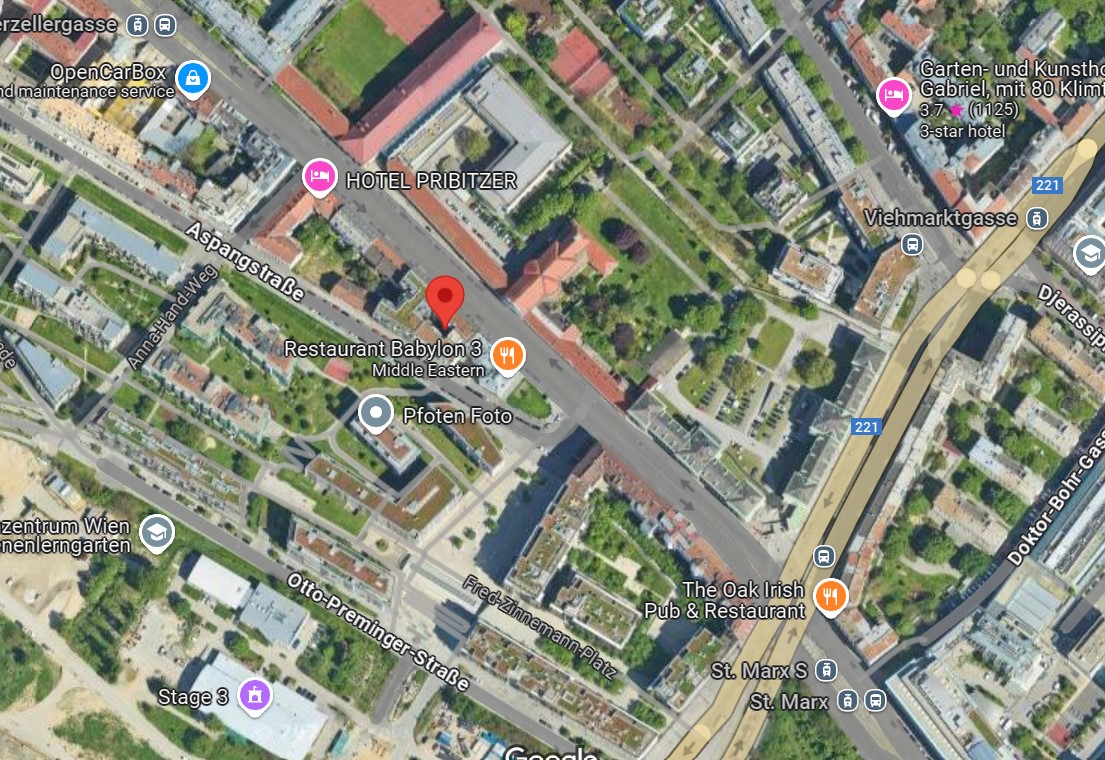 erzellergasse
OpenCarBox
nd maintenance service
Garten- und Kunstho
Gabriel, mit 80 Klimt
3.7 ★ (1125)
3-star hotel
HOTEL PRIBITZER
221
Viehmarktgasse
Aspangstraße
Anna-Hand-Weg
ede
Djerassip
Restaurant Babylon 3
Middle Eastern
Pfoten Foto
221
Doktor-Bohr-Gass
zentrum Wien
nenlerngarten
Otto-Preminger-Straße
Fred-Zinnemann-Platz
The Oak Irish
Pub & Restaurant
St. Marx S
St. Marx
Stage 3
Google